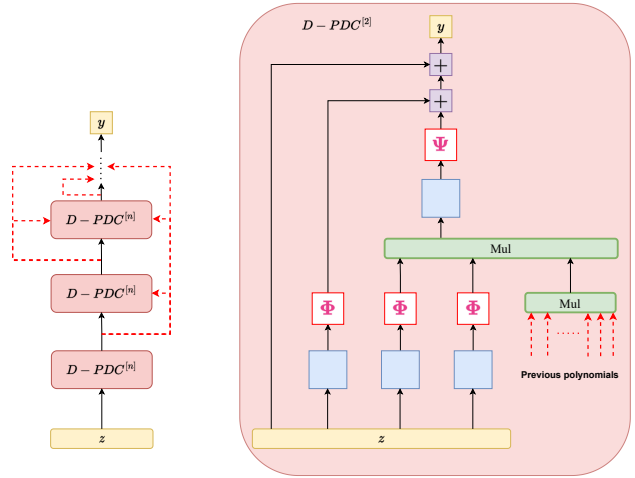 y
D − PDC^[n]
D − PDC^[n]
D − PDC^[n]
z
D − PDC^[2]
y
+
+
Ψ
Mul
Φ
Φ
Φ
Mul
Previous polynomials
z